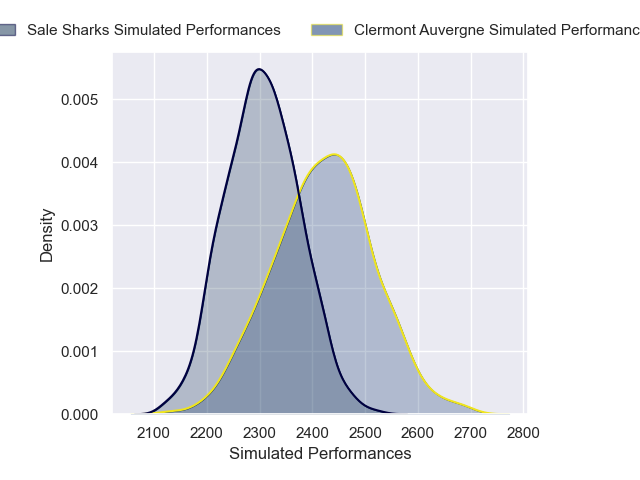 Sale Sharks Simulated Performances
Clermont Auvergne Simulated Performanc
0.005
0.004
0.003
0.002
0.001
0.000
Density
2100 2200 2300 2400 2500 2600 2700 2800
Simulated Performances